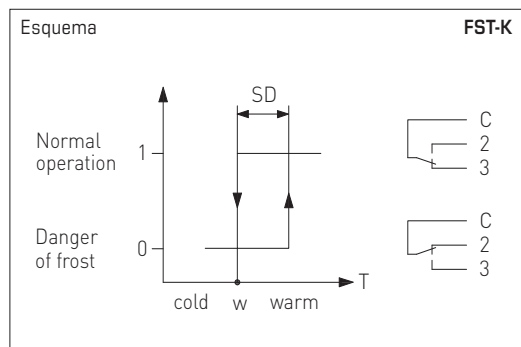 Esquema FST-K
SD
Normal
operation
1
Danger
of frost
0
T
cold w warm
C
2
3
C
2
3